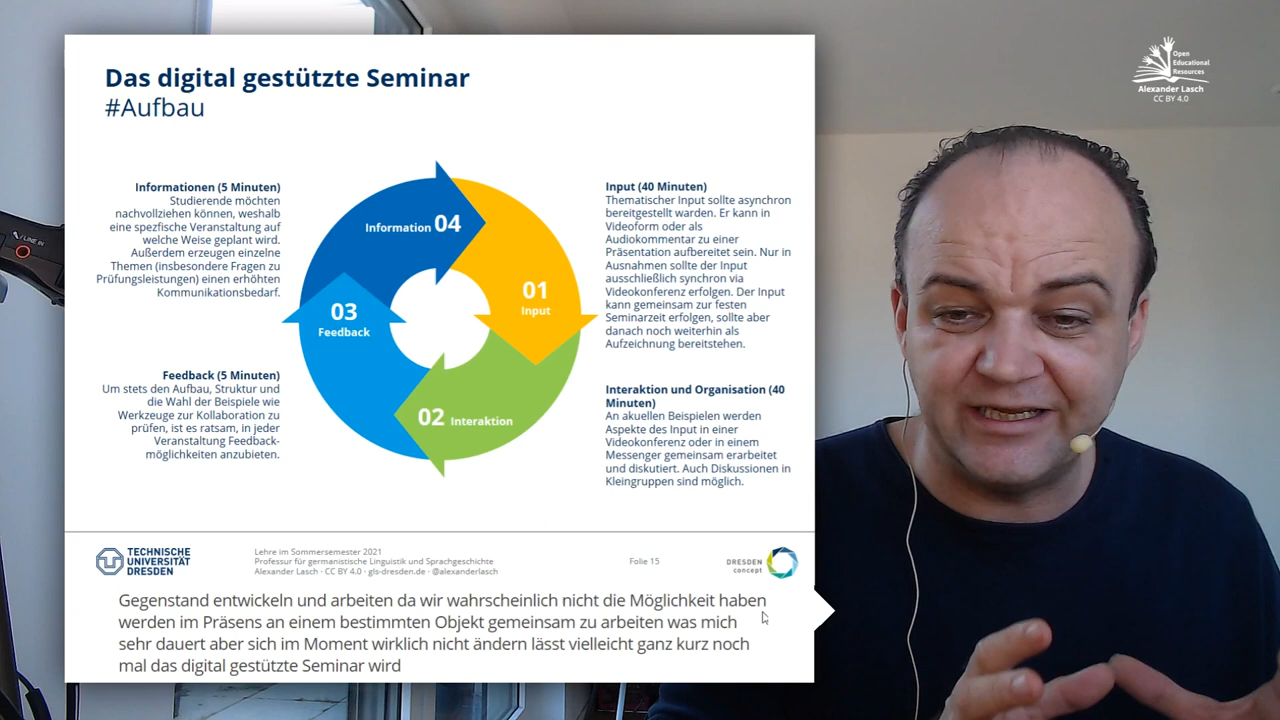 Das digital gestützte Seminar
#Aufbau
Informationen (5 Minuten)
Studierende möchten
nachvollziehen können, weshalb
eine spezfische Veranstaltung auf
welche Weise geplant wird.
Außerdem erzeugen einzelne
Themen (insbesondere Fragen zu
Prüfungsleistungen) einen erhöhten
Kommunikationsbedarf.
Feedback (5 Minuten)
Um stets den Aufbau, Struktur und
die Wahl der Beispiele wie
Werkzeuge zur Kollaboration zu
prüfen, ist es ratsam, in jeder
Veranstaltung Feedback-
möglichkeiten anzubieten.
Information 04
01
Input
03
Feedback
02 Interaktion
Input (40 Minuten)
Thematischer Input sollte asynchron
bereitgestellt warden. Er kann in
Videoform oder als
Audiokommentar zu einer
Präsentation aufbereitet sein. Nur in
Ausnahmen sollte der Input
ausschließlich synchron via
Videokonferenz erfolgen. Der Input
kann gemeinsam zur festen
Seminarzeit erfolgen, sollte aber
danach noch weiterhin als
Aufzeichnung bereitstehen.
Interaktion und Organisation (40
Minuten)
An akuellen Beispielen werden
Aspekte des Input in einer
Videokonferenz oder in einem
Messenger gemeinsam erarbeitet
und diskutiert. Auch Diskussionen in
Kleingruppen sind möglich.
TECHNISCHE
UNIVERSITÄT
DRESDEN
Lehre im Sommersemester 2021
Professur für germanistische Linguistik und Sprachgeschichte
Alexander Lasch · CC BY 4.0 · gls-dresden.de · @alexanderlasch
Folie 15
DRESDEN
concept
Gegenstand entwickeln und arbeiten da wir wahrscheinlich nicht die Möglichkeit haben
werden im Präsens an einem bestimmten Objekt gemeinsam zu arbeiten was mich
sehr dauert aber sich im Moment wirklich nicht ändern lässt vielleicht ganz kurz noch
mal das digital gestützte Seminar wird
Open
Educational
Resources
Alexander Lasch
CC BY 4.0